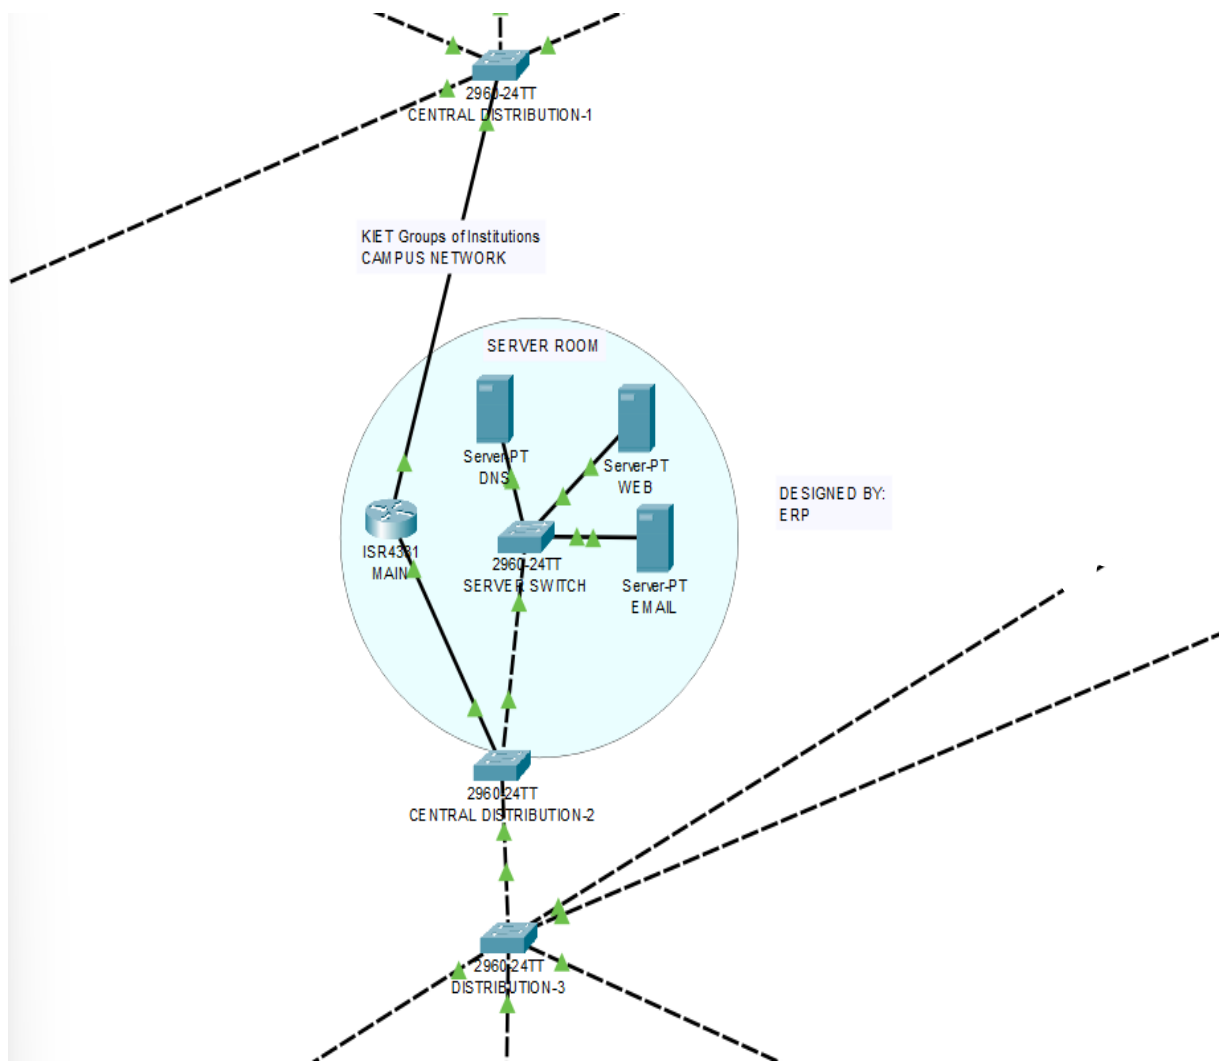 2960-24TT
CENTRAL DISTRIBUTION-1
KIET Groups of Institutions
CAMPUS NETWORK
SERVER ROOM
Server-PT
DNS
Server-PT
WEB
DESIGNED BY:
ERP
ISR4331
MAIN
2960-24TT
SERVER SWITCH
Server-PT
EMAIL
2960-24TT
CENTRAL DISTRIBUTION-2
2960-24TT
DISTRIBUTION-3